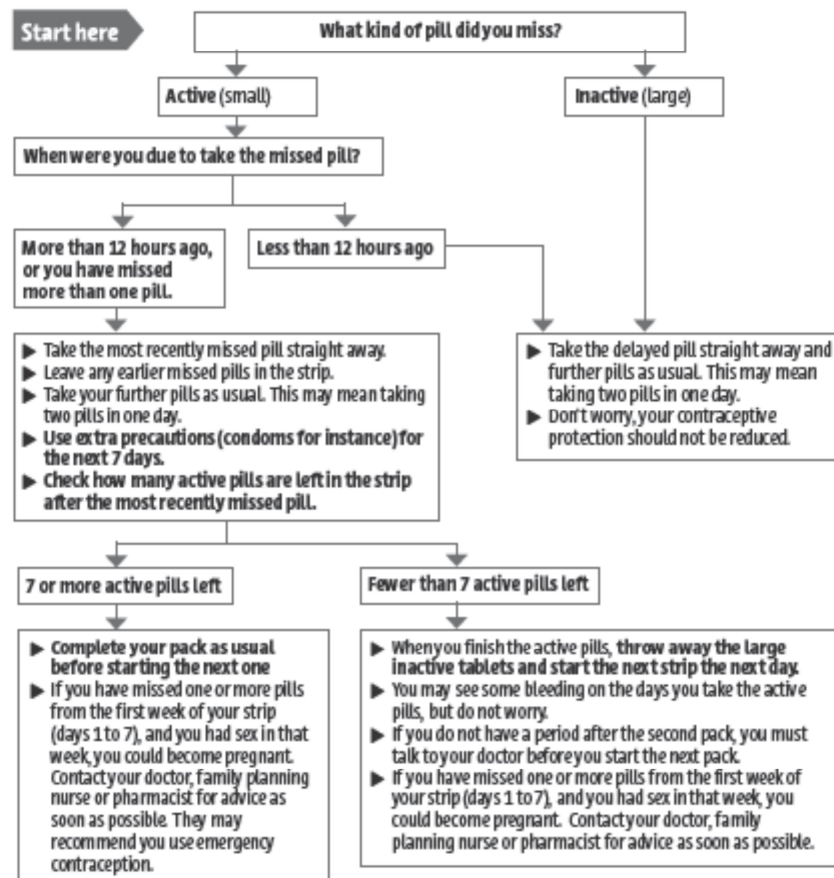 Start here
What kind of pill did you miss?
Active (small)
Inactive (large)
When were you due to take the missed pill?
More than 12 hours ago,
or you have missed
more than one pill.
Less than 12 hours ago
▶ Take the most recently missed pill straight away.
▶ Leave any earlier missed pills in the strip.
▶ Take your further pills as usual. This may mean taking
two pills in one day.
▶ Use extra precautions (condoms for instance) for
the next 7 days.
▶ Check how many active pills are left in the strip
after the most recently missed pill.
▶ Take the delayed pill straight away and
further pills as usual. This may mean
taking two pills in one day.
▶ Don't worry, your contraceptive
protection should not be reduced.
7 or more active pills left
Fewer than 7 active pills left
▶ Complete your pack as usual
before starting the next one
▶ If you have missed one or more pills
from the first week of your strip
(days 1 to 7), and you had sex in that
week, you could become pregnant.
Contact your doctor, family planning
nurse or pharmacist for advice as
soon as possible. They may
recommend you use emergency
contraception.
▶ When you finish the active pills, throw away the large
inactive tablets and start the next strip the next day.
▶ You may see some bleeding on the days you take the active
pills, but do not worry.
▶ If you do not have a period after the second pack, you must
talk to your doctor before you start the next pack.
▶ If you have missed one or more pills from the first week of
your strip (days 1 to 7), and you had sex in that week, you
could become pregnant. Contact your doctor, family
planning nurse or pharmacist for advice as soon as possible.